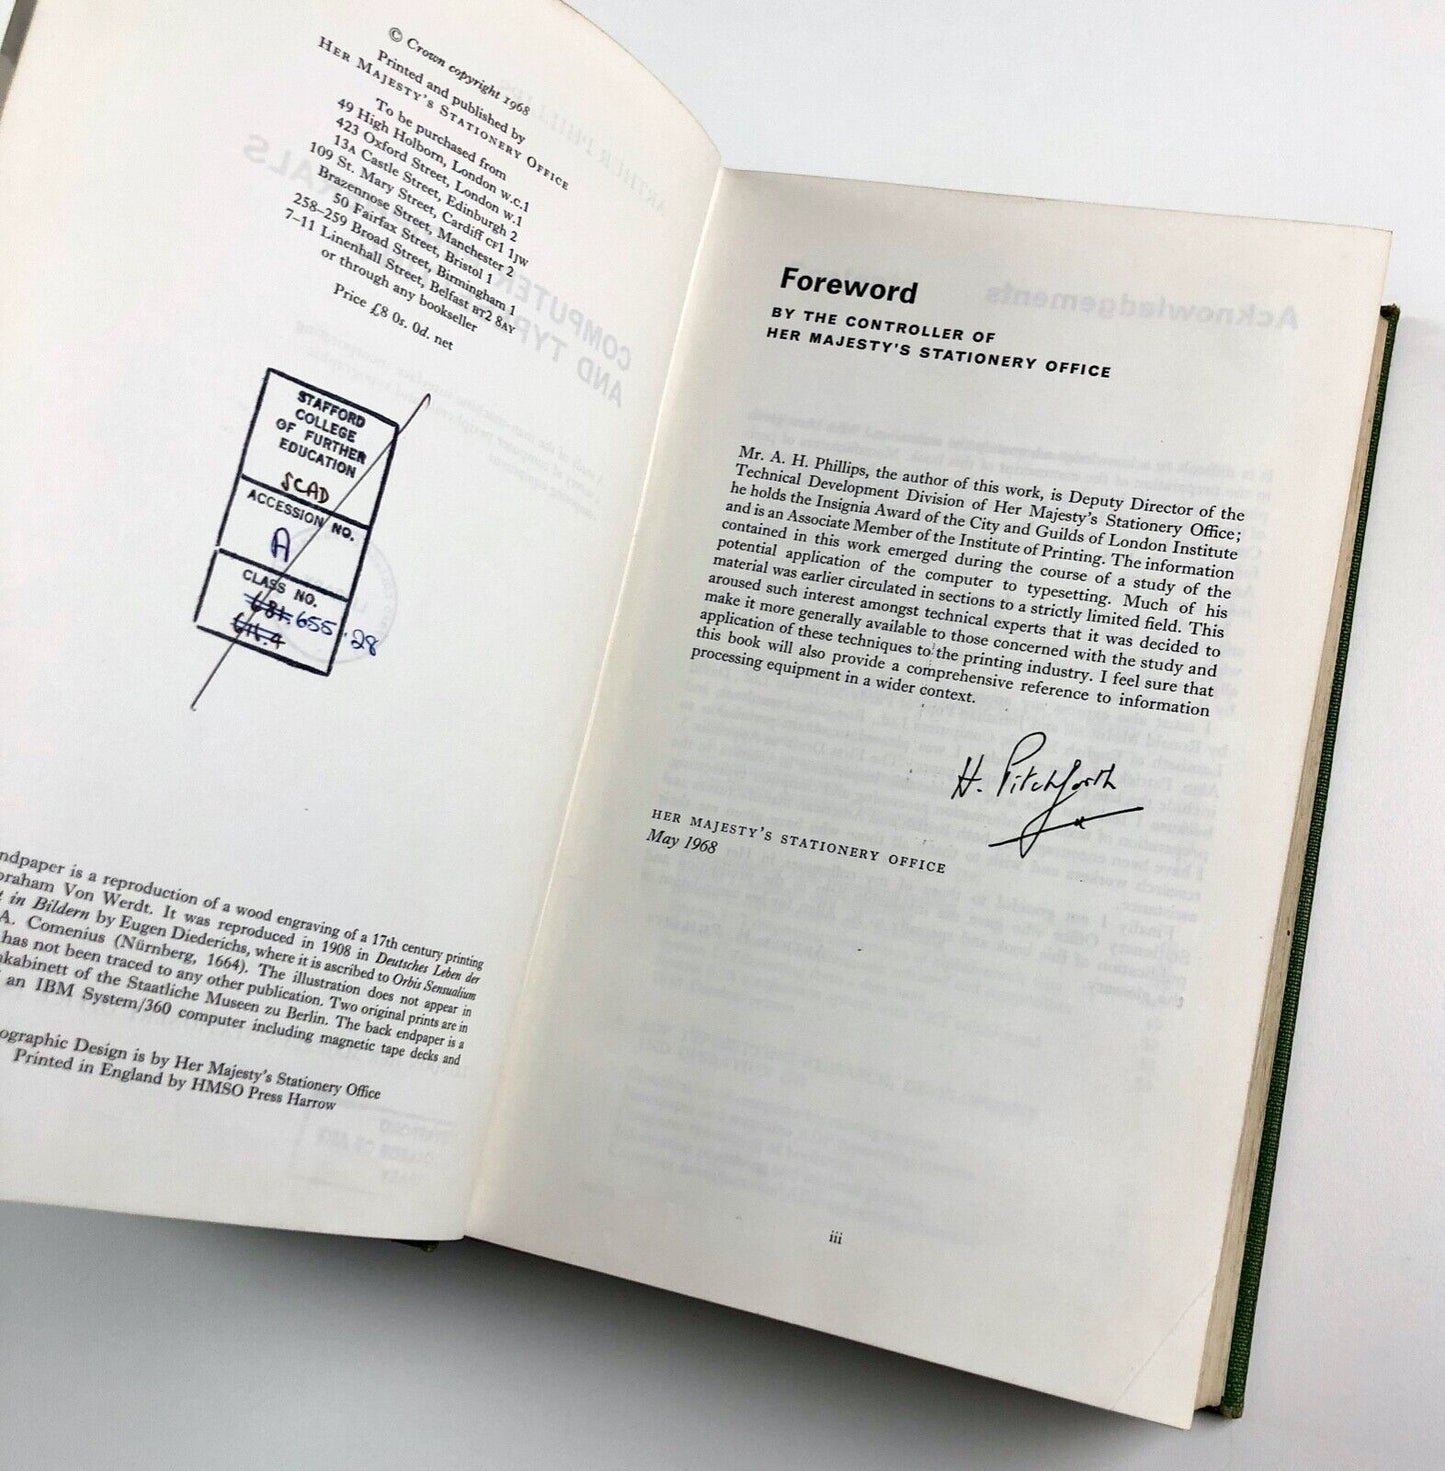 © Crown copyright 1968
Printed and published by
HER MAJESTY'S STATIONERY OFFICE
To be purchased from
49 High Holborn, London w.c.1
423 Oxford Street, London w.1
13A Castle Street, Edinburgh 2
109 St. Mary Street, Cardiff CF1 1JW
Brazennose Street, Manchester 2
50 Fairfax Street, Bristol 1
258–259 Broad Street, Birmingham 1
7–11 Linenhall Street, Belfast BT2 8AY
or through any bookseller
Price £8 0s. 0d. net
STAFFORD
COLLEGE
OF FURTHER
EDUCATION
SCAD
ACCESSION NO.
A
CLASS NO.
681. 655.28
ndpaper is a reproduction of a wood engraving of a 17th century printing
raham Von Werdt. It was reproduced in 1908 in Deutsches Leben der
t in Bildern by Eugen Diederichs, where it is ascribed to Orbis Sensualium
A. Comenius (Nürnberg, 1664). The illustration does not appear in
has not been traced to any other publication. Two original prints are in
kabinett of the Staatliche Museen zu Berlin. The back endpaper is a
an IBM System/360 computer including magnetic tape decks and
ographic Design is by Her Majesty's Stationery Office
Printed in England by HMSO Press Harrow
Foreword
BY THE CONTROLLER OF
HER MAJESTY'S STATIONERY OFFICE
Mr. A. H. Phillips, the author of this work, is Deputy Director of the
Technical Development Division of Her Majesty's Stationery Office;
he holds the Insignia Award of the City and Guilds of London Institute
and is an Associate Member of the Institute of Printing. The information
contained in this work emerged during the course of a study of the
potential application of the computer to typesetting. Much of his
material was earlier circulated in sections to a strictly limited field. This
aroused such interest amongst technical experts that it was decided to
make it more generally available to those concerned with the study and
application of these techniques to the printing industry. I feel sure that
this book will also provide a comprehensive reference to information
processing equipment in a wider context.
H. Pitchforth
HER MAJESTY'S STATIONERY OFFICE
May 1968
iii